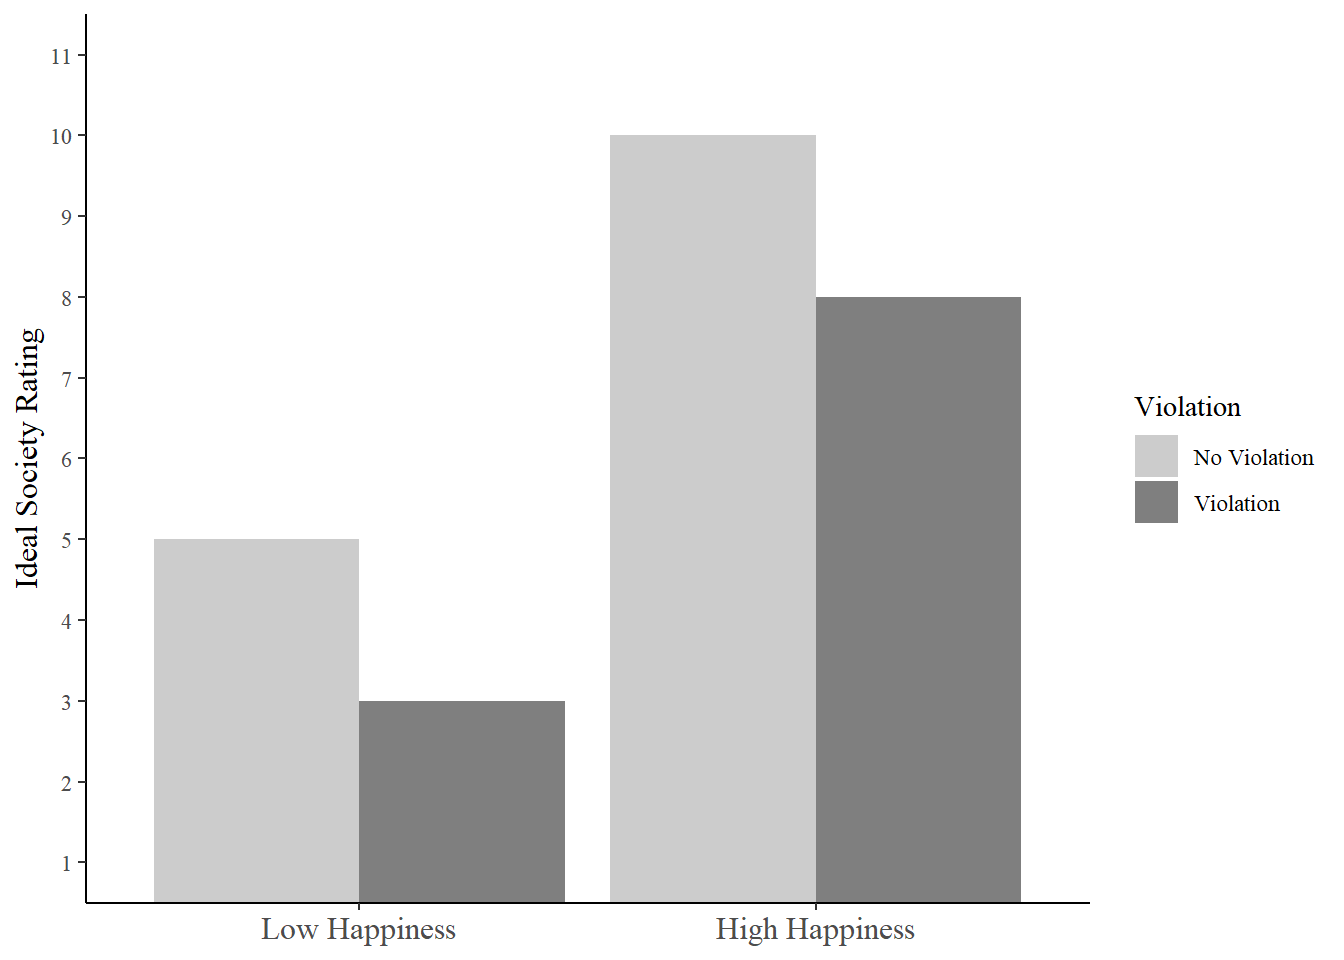 Ideal Society Rating
11
10
9
8
7
6
5
4
3
2
1
Low Happiness
High Happiness
Violation
No Violation
Violation